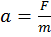 a = F/m